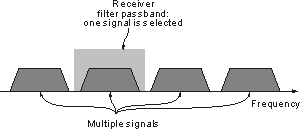 Receiver
filter passband:
one signal is selected
Frequency
Multiple signals